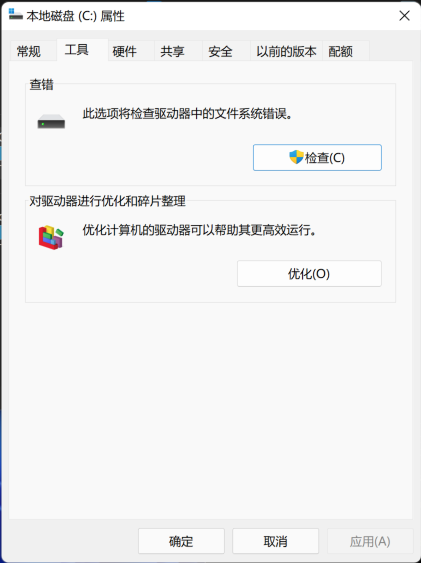 本地磁盘 (C:) 属性
常规 工具 硬件 共享 安全 以前的版本 配额
查错
此选项将检查驱动器中的文件系统错误。
检查(C)
对驱动器进行优化和碎片整理
优化计算机的驱动器可以帮助其更高效运行。
优化(O)
确定 取消 应用(A)